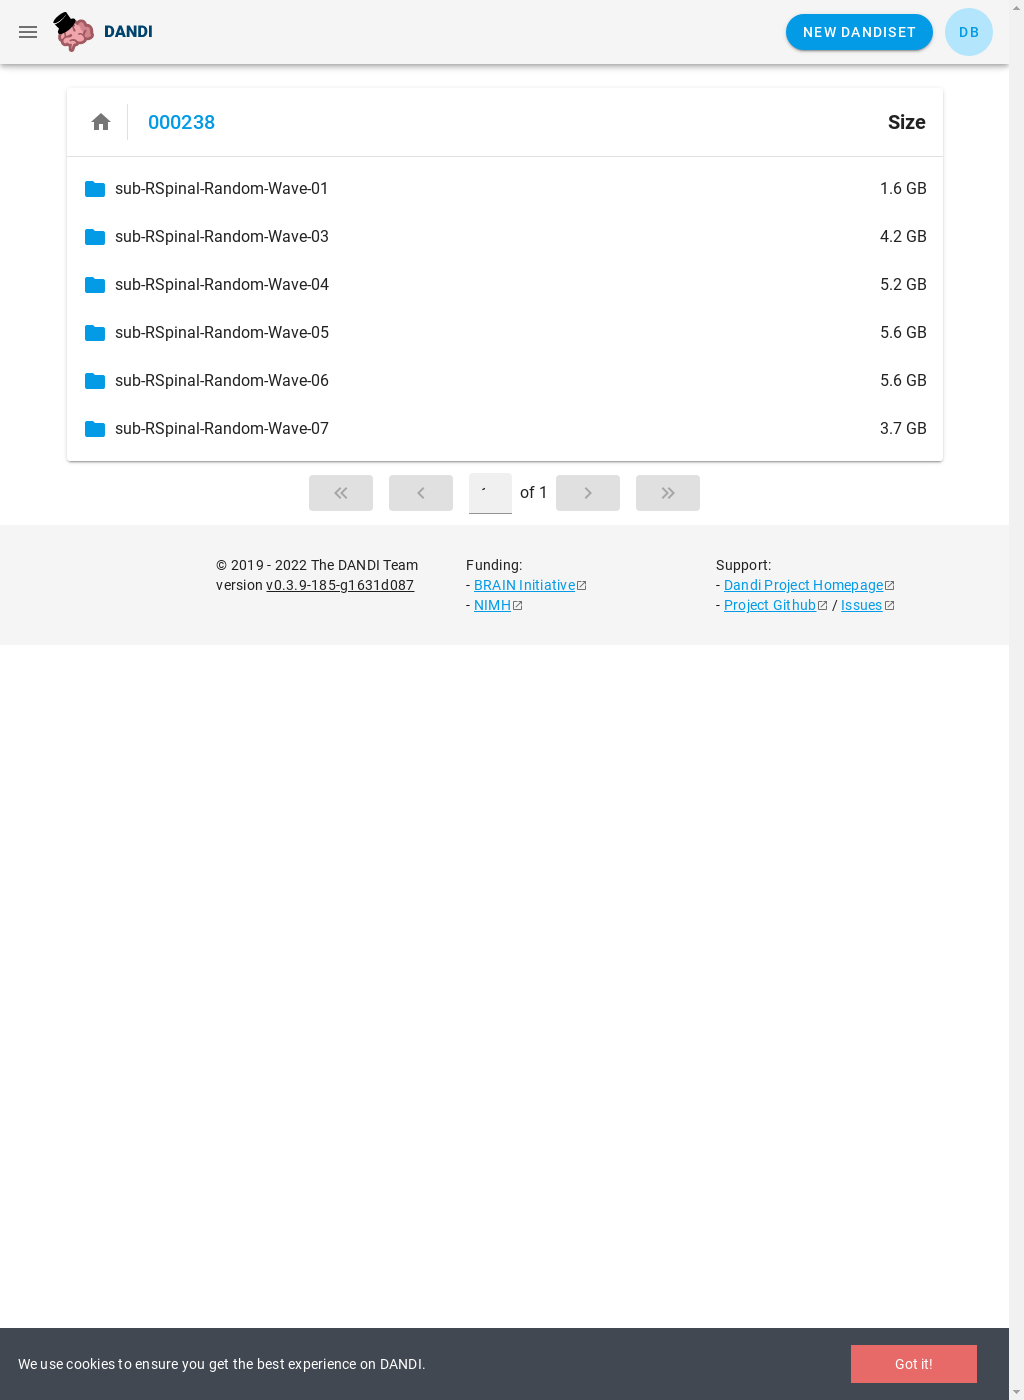 DANDI
NEW DANDISET
DB
000238
Size
sub-RSpinal-Random-Wave-01 1.6 GB
sub-RSpinal-Random-Wave-03 4.2 GB
sub-RSpinal-Random-Wave-04 5.2 GB
sub-RSpinal-Random-Wave-05 5.6 GB
sub-RSpinal-Random-Wave-06 5.6 GB
sub-RSpinal-Random-Wave-07 3.7 GB
of 1
© 2019 - 2022 The DANDI Team
version v0.3.9-185-g1631d087
Funding:
- BRAIN Initiative
- NIMH
Support:
- Dandi Project Homepage
- Project Github / Issues
We use cookies to ensure you get the best experience on DANDI.
Got it!